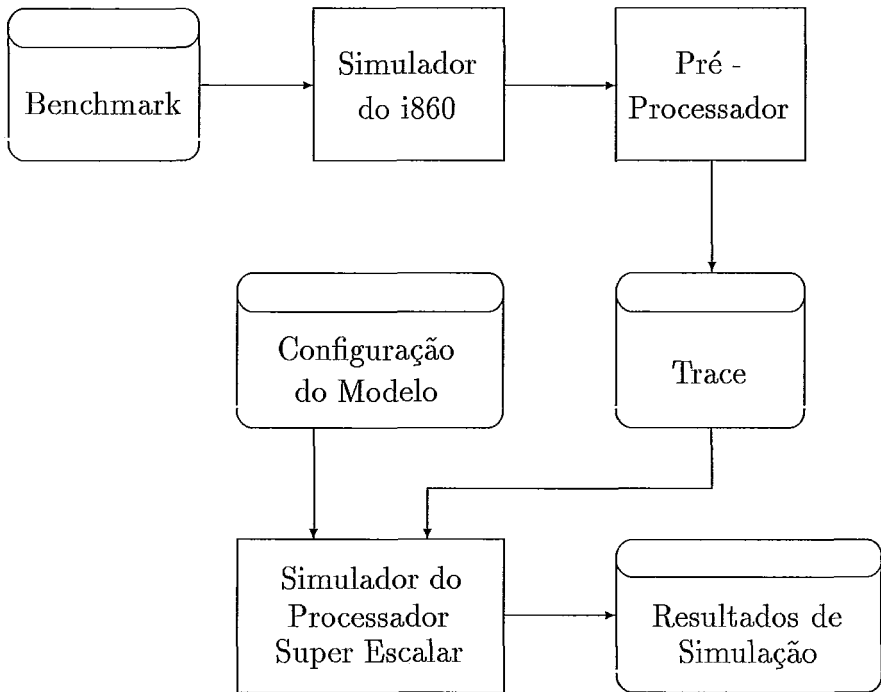 Benchmark
Simulador
do i860
Pré -
Processador
Configuração
do Modelo
Trace
Simulador do
Processador
Super Escalar
Resultados de
Simulação